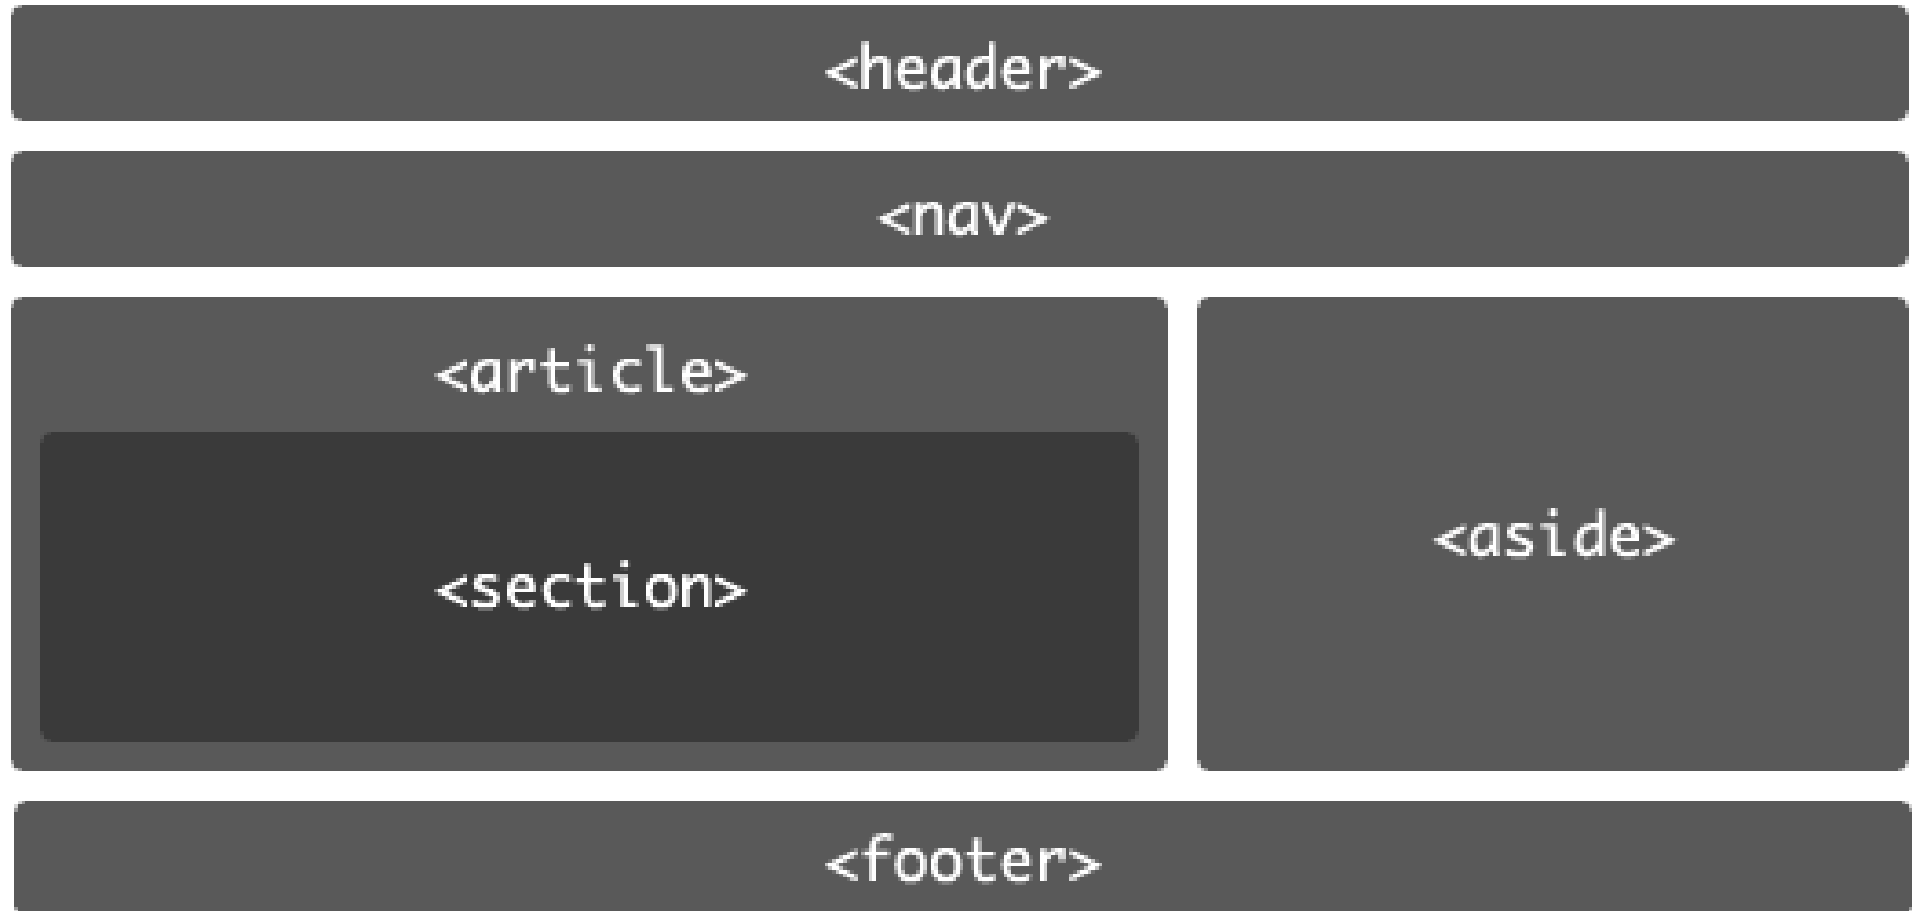 <header>
<nav>
<article>
<section>
<aside>
<footer>